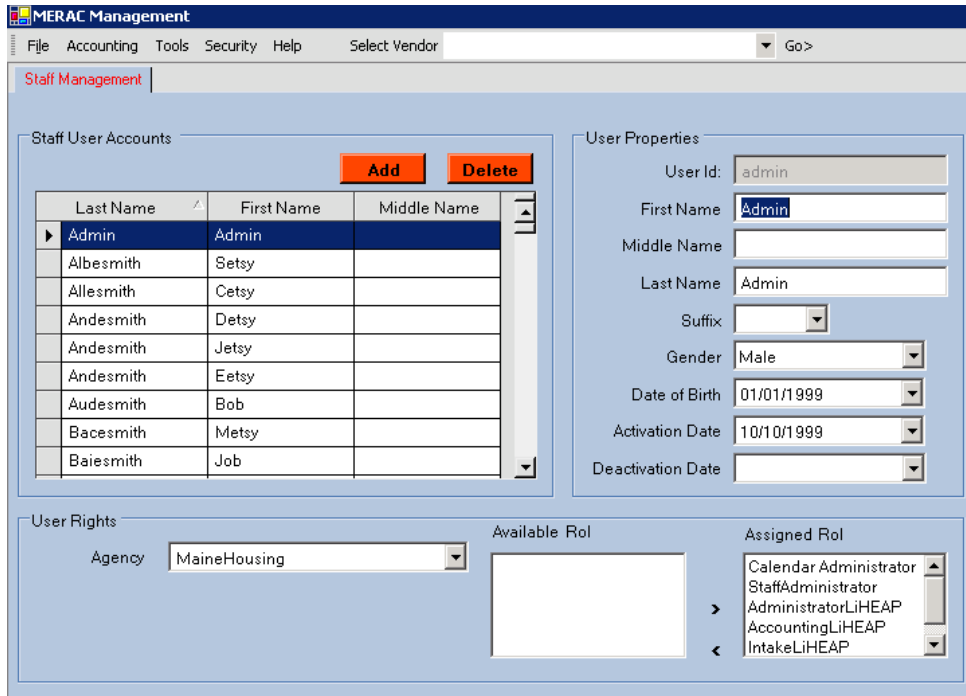 MERAC Management
File Accounting Tools Security Help Select Vendor Go>
Staff Management
Staff User Accounts
Add Delete
Last Name First Name Middle Name
Admin Admin
Albesmith Setsy
Allesmith Cetsy
Andesmith Detsy
Andesmith Jetsy
Andesmith Eetsy
Audesmith Bob
Bacesmith Metsy
Baiesmith Job
User Properties
User Id: admin
First Name Admin
Middle Name
Last Name Admin
Suffix
Gender Male
Date of Birth 01/01/1999
Activation Date 10/10/1999
Deactivation Date
User Rights
Agency MaineHousing
Available Rol
>
<
Assigned Rol
Calendar Administrator
StaffAdministrator
AdministratorLiHEAP
AccountingLiHEAP
IntakeLiHEAP